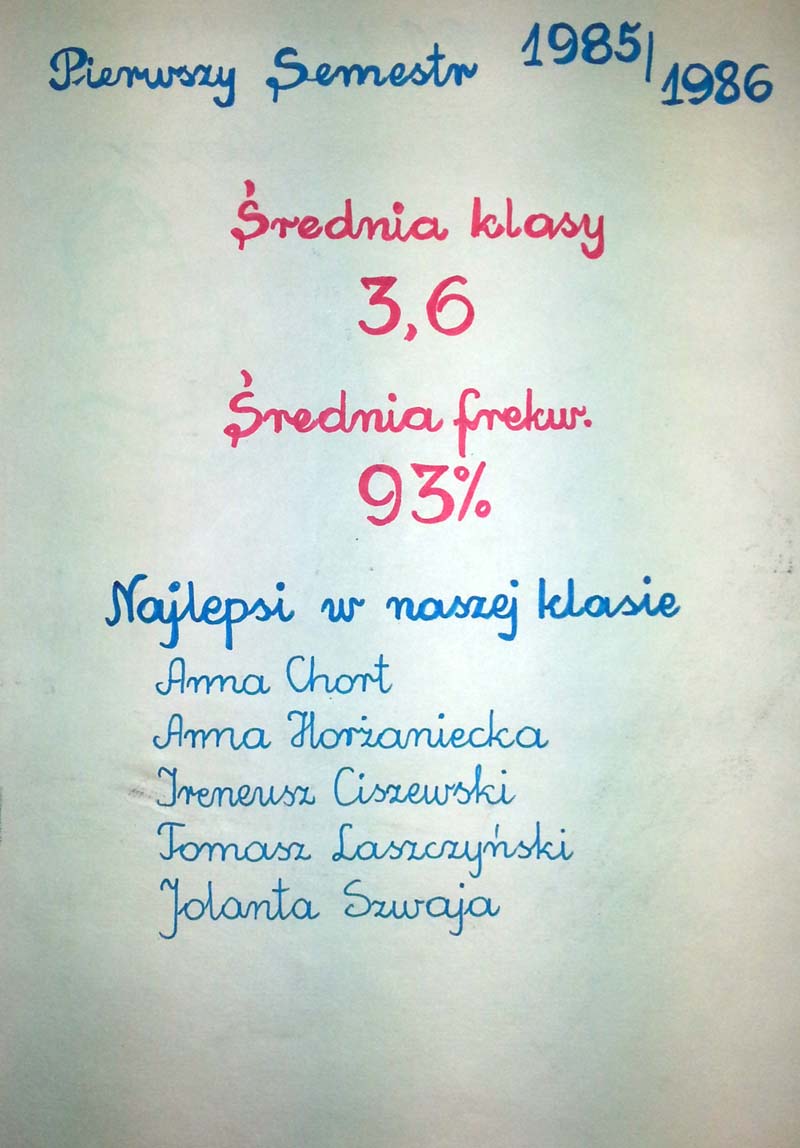 Pierwszy Semestr 1985/1986
Średnia klasy
3,6
Średnia frekw.
93%
Najlepsi w naszej klasie
Anna Chort
Anna Horżaniecka
Ireneusz Ciszewski
Tomasz Laszczyński
Jolanta Szwaja